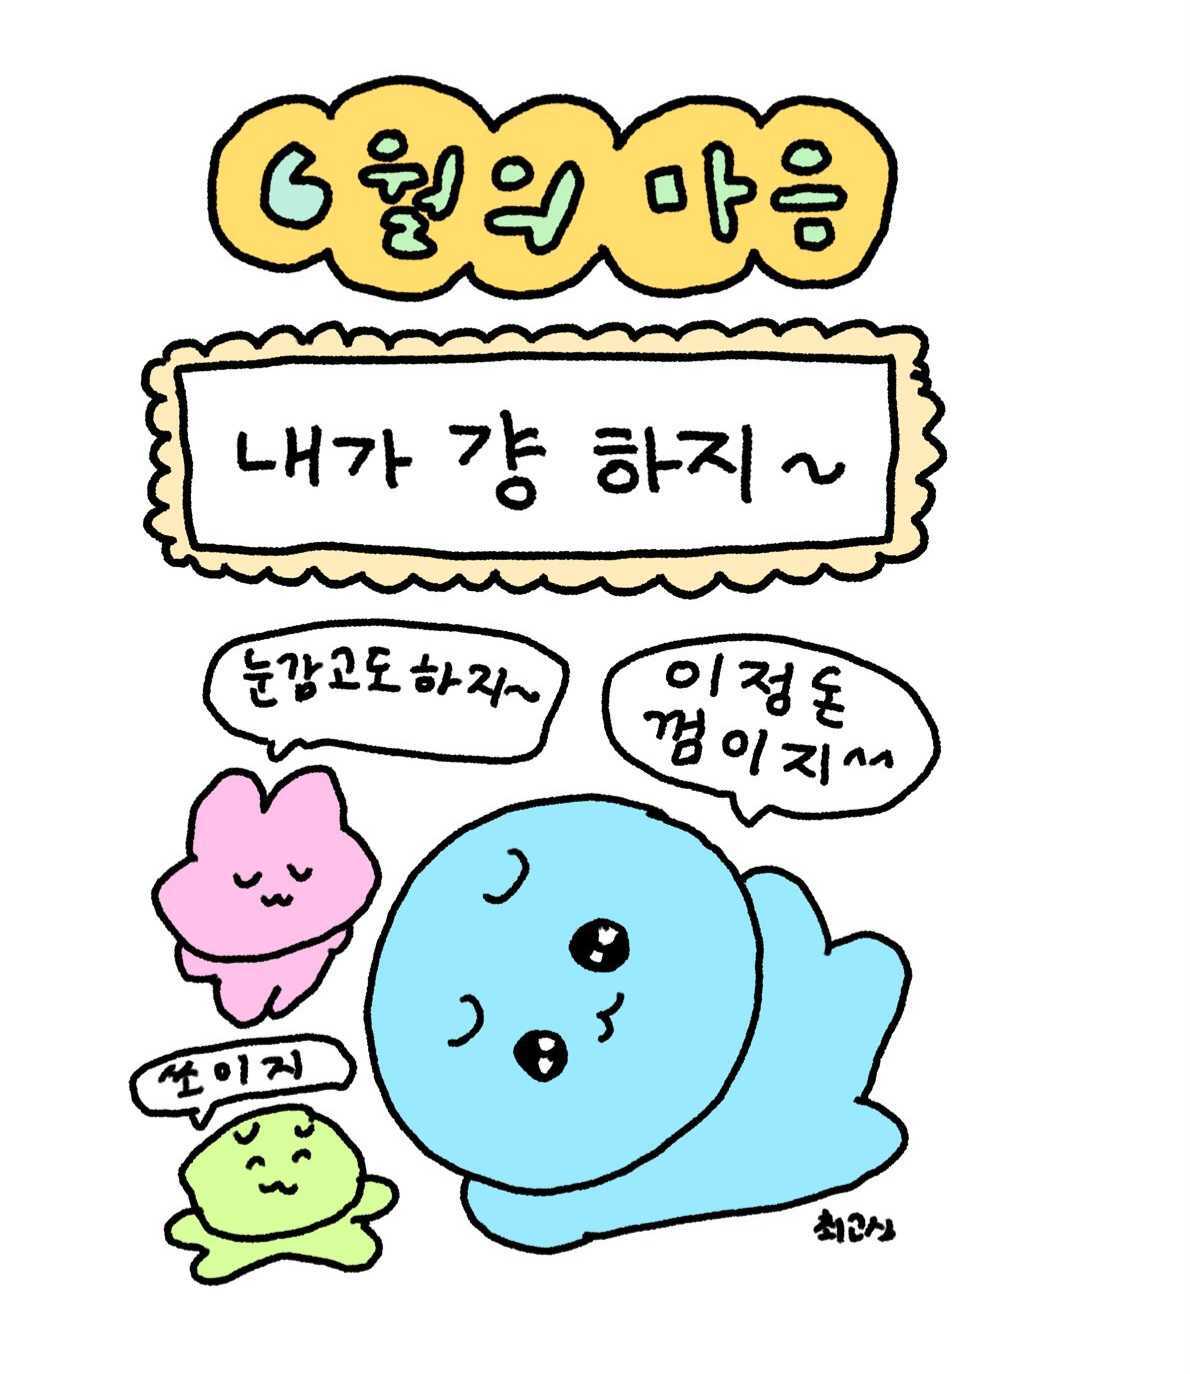 6월의 마음
내가 걍 하지~
눈감고도 하지~
이정돈
껌이지^^
쏘이지
최고심